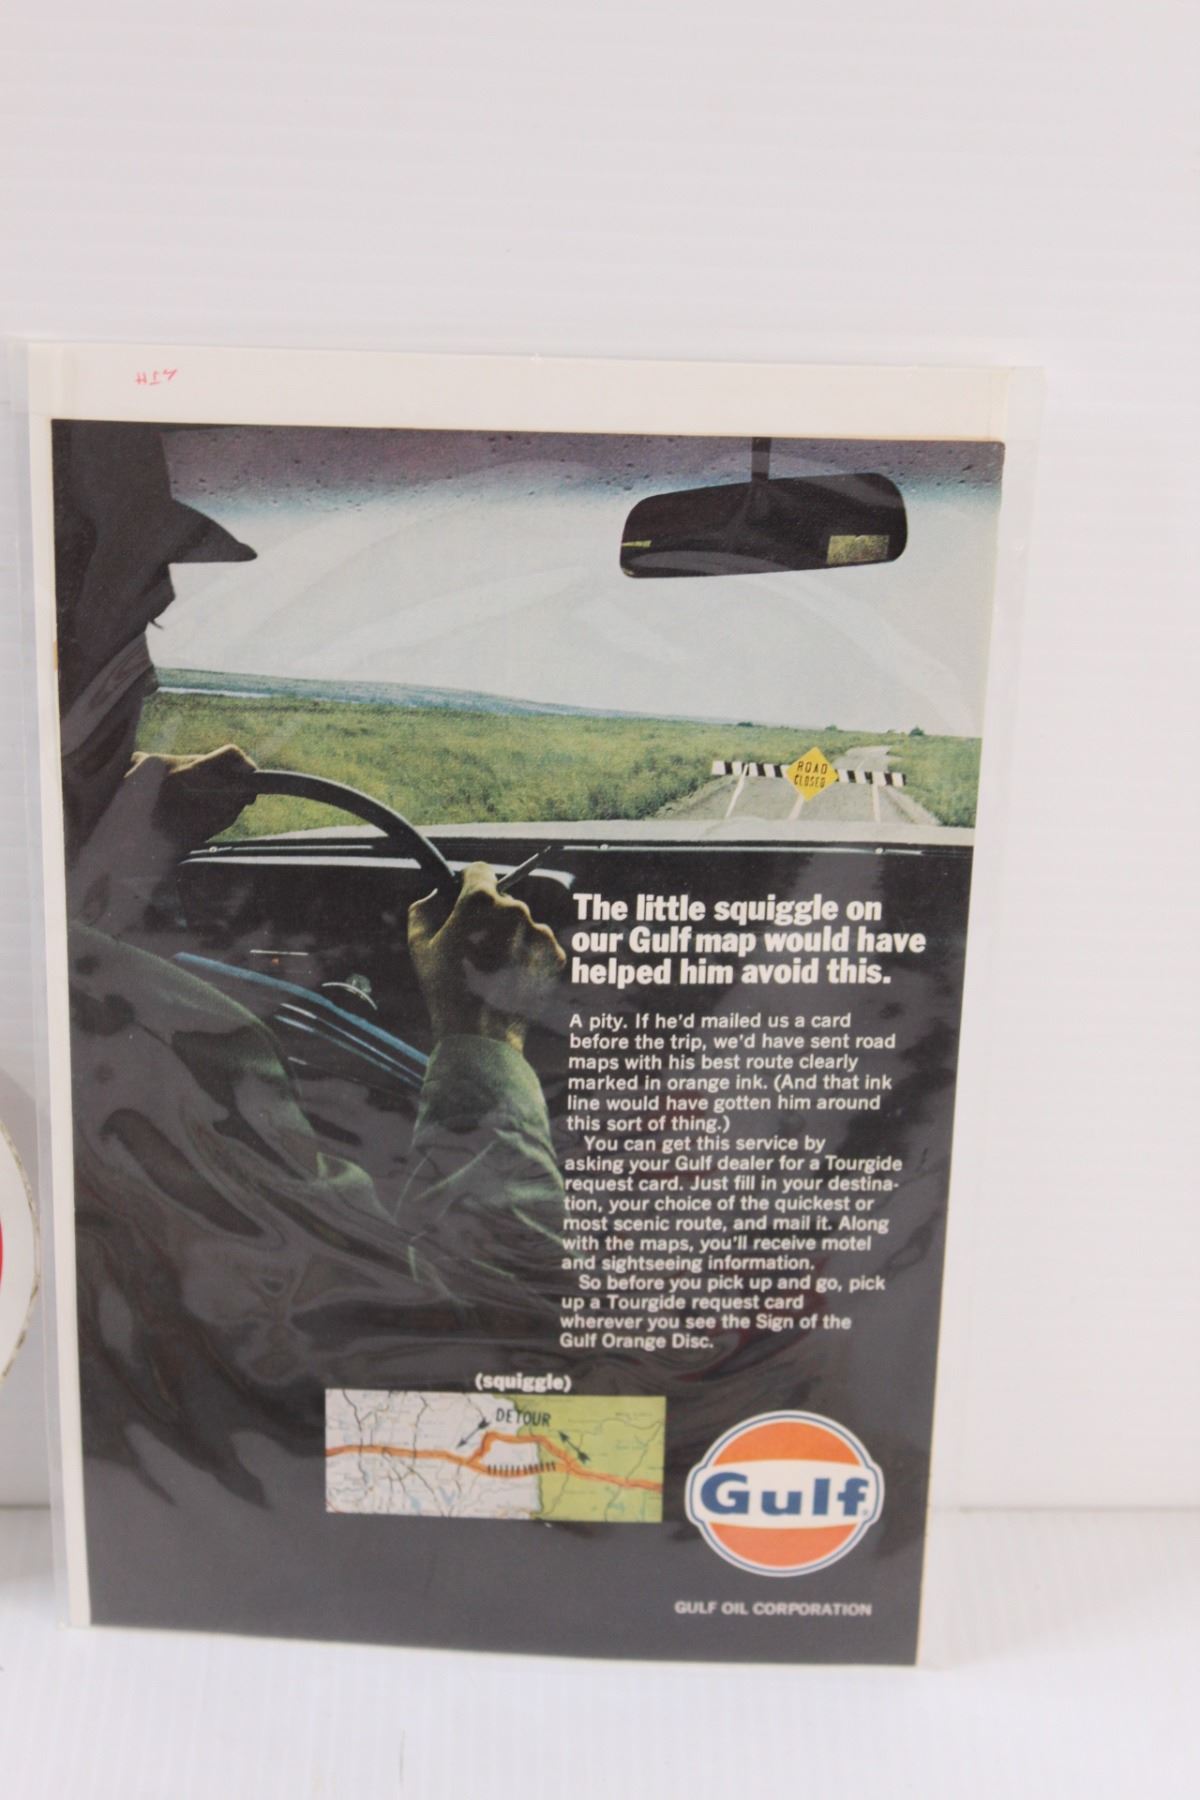 ROAD
CLOSED
The little squiggle on
our Gulf map would have
helped him avoid this.
A pity. If he'd mailed us a card
before the trip, we'd have sent road
maps with his best route clearly
marked in orange ink. (And that ink
line would have gotten him around
this sort of thing.)
You can get this service by
asking your Gulf dealer for a Tourgide
request card. Just fill in your destina-
tion, your choice of the quickest or
most scenic route, and mail it. Along
with the maps, you'll receive motel
and sightseeing information.
So before you pick up and go, pick
up a Tourgide request card
wherever you see the Sign of the
Gulf Orange Disc.
(squiggle)
DETOUR
Gulf
GULF OIL CORPORATION